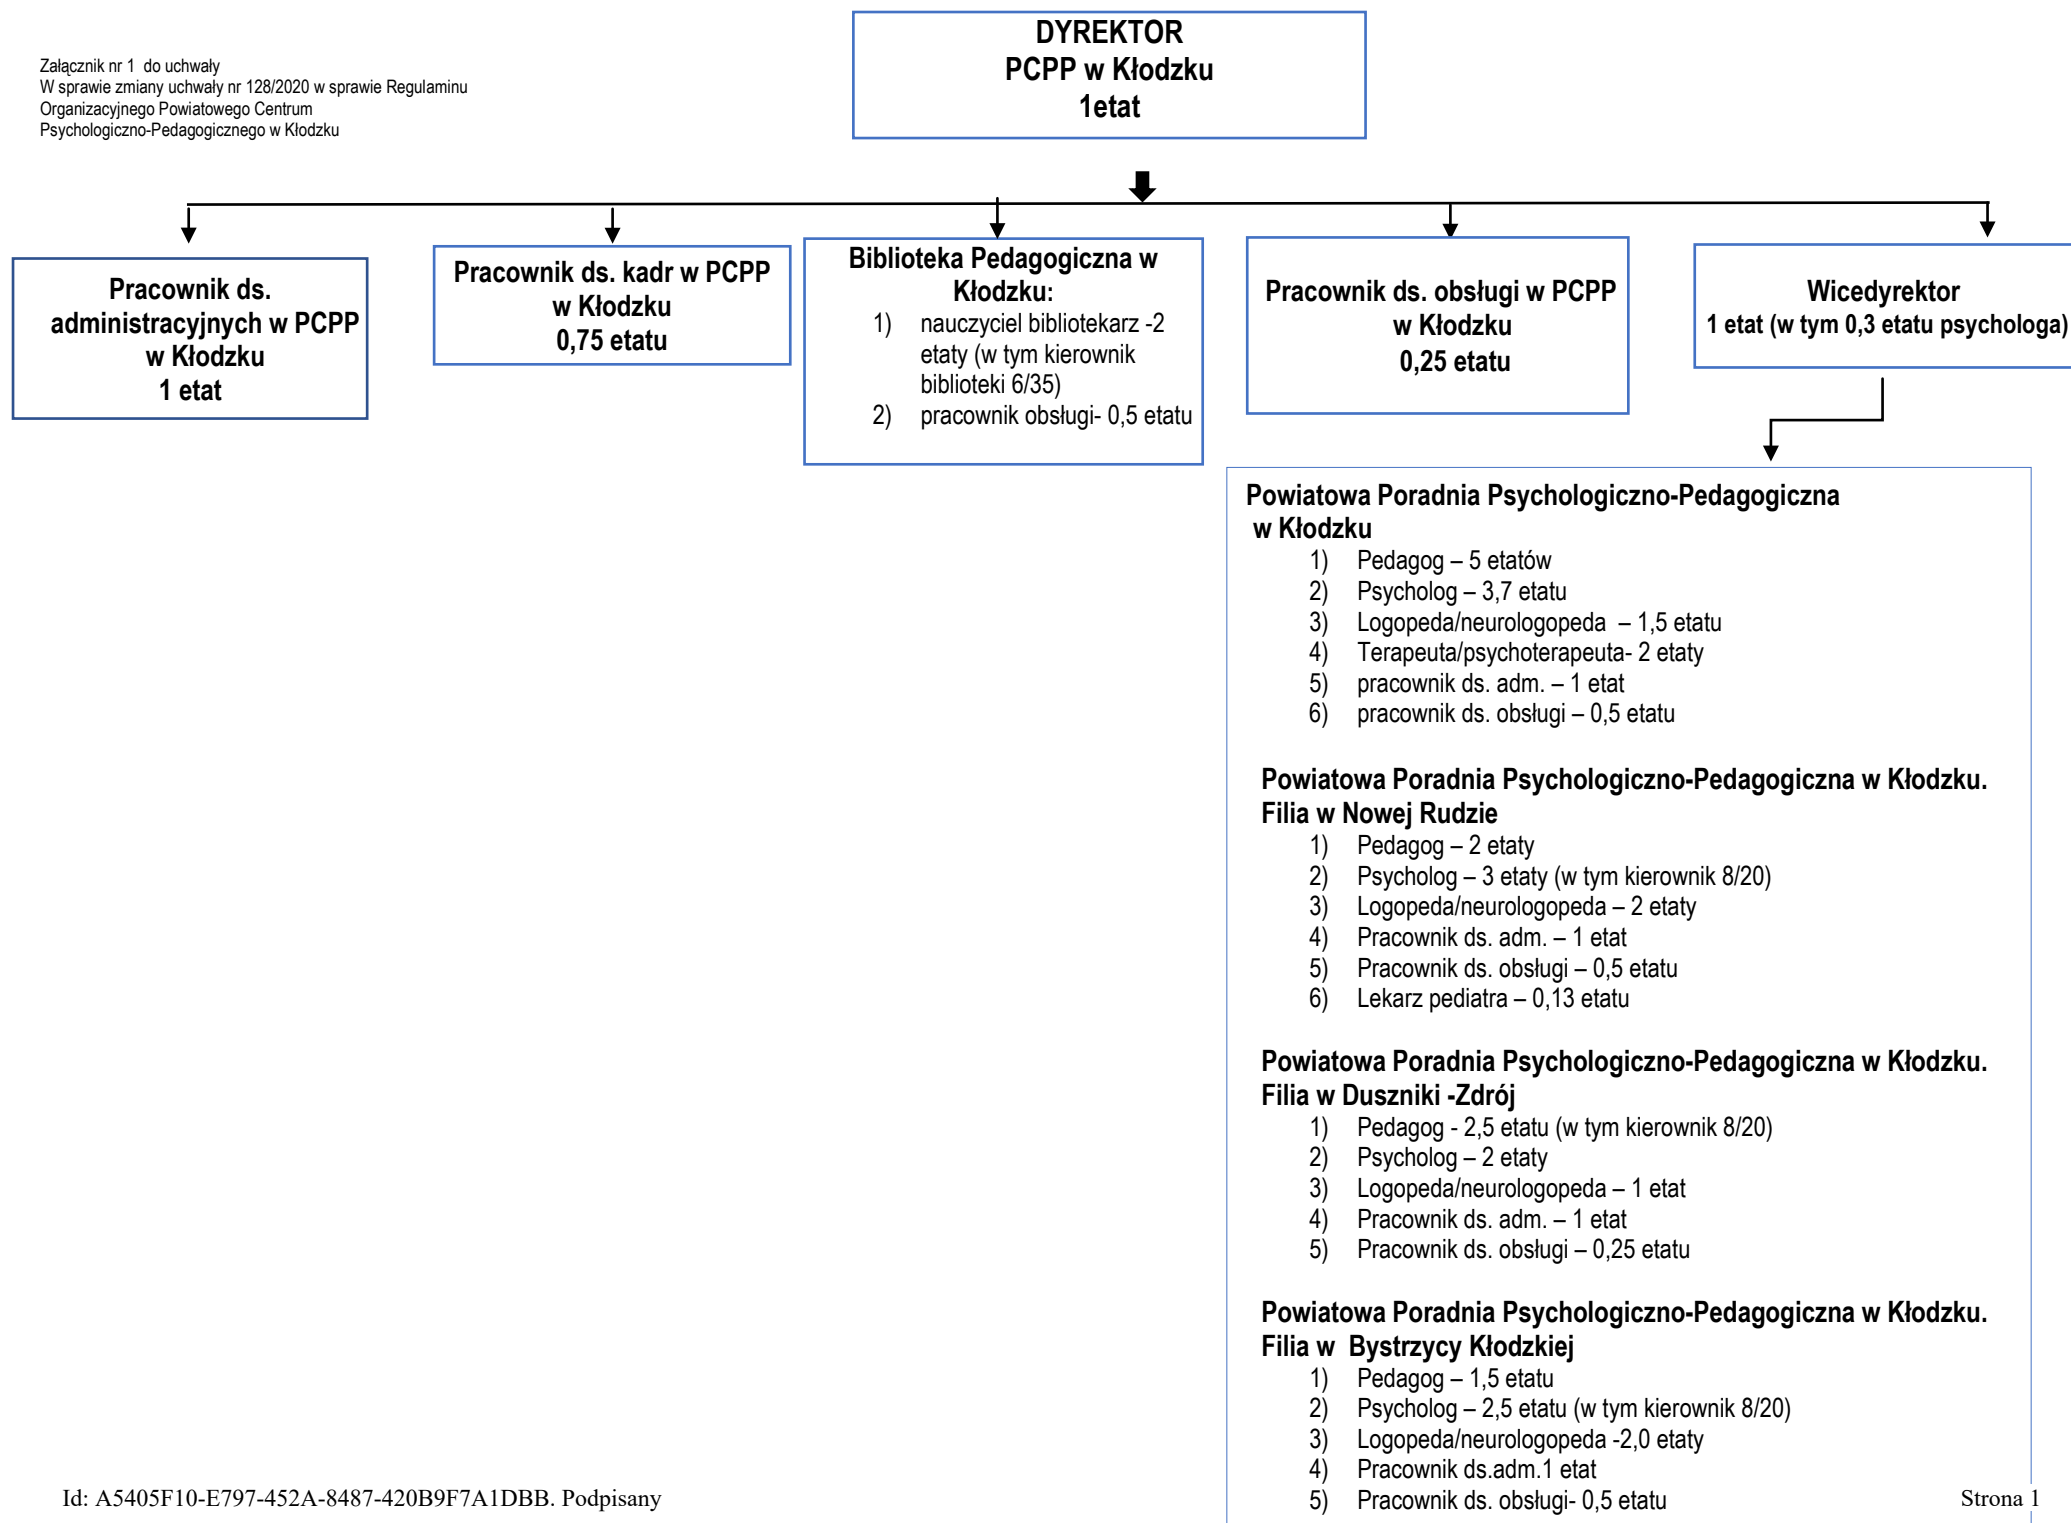 Załącznik nr 1 do uchwały
W sprawie zmiany uchwały nr 128/2020 w sprawie Regulaminu
Organizacyjnego Powiatowego Centrum
Psychologiczno-Pedagogicznego w Kłodzku
DYREKTOR
PCPP w Kłodzku
1etat
Pracownik ds.
administracyjnych w PCPP
w Kłodzku
1 etat
Pracownik ds. kadr w PCPP
w Kłodzku
0,75 etatu
Biblioteka Pedagogiczna w
Kłodzku:
1) nauczyciel bibliotekarz -2
etaty (w tym kierownik
biblioteki 6/35)
2) pracownik obsługi- 0,5 etatu
Pracownik ds. obsługi w PCPP
w Kłodzku
0,25 etatu
Wicedyrektor
1 etat (w tym 0,3 etatu psychologa)
Powiatowa Poradnia Psychologiczno-Pedagogiczna
w Kłodzku
1) Pedagog – 5 etatów
2) Psycholog – 3,7 etatu
3) Logopeda/neurologopeda – 1,5 etatu
4) Terapeuta/psychoterapeuta- 2 etaty
5) pracownik ds. adm. – 1 etat
6) pracownik ds. obsługi – 0,5 etatu
Powiatowa Poradnia Psychologiczno-Pedagogiczna w Kłodzku.
Filia w Nowej Rudzie
1) Pedagog – 2 etaty
2) Psycholog – 3 etaty (w tym kierownik 8/20)
3) Logopeda/neurologopeda – 2 etaty
4) Pracownik ds. adm. – 1 etat
5) Pracownik ds. obsługi – 0,5 etatu
6) Lekarz pediatra – 0,13 etatu
Powiatowa Poradnia Psychologiczno-Pedagogiczna w Kłodzku.
Filia w Duszniki -Zdrój
1) Pedagog - 2,5 etatu (w tym kierownik 8/20)
2) Psycholog – 2 etaty
3) Logopeda/neurologopeda – 1 etat
4) Pracownik ds. adm. – 1 etat
5) Pracownik ds. obsługi – 0,25 etatu
Powiatowa Poradnia Psychologiczno-Pedagogiczna w Kłodzku.
Filia w Bystrzycy Kłodzkiej
1) Pedagog – 1,5 etatu
2) Psycholog – 2,5 etatu (w tym kierownik 8/20)
3) Logopeda/neurologopeda -2,0 etaty
4) Pracownik ds.adm.1 etat
5) Pracownik ds. obsługi- 0,5 etatu
Id: A5405F10-E797-452A-8487-420B9F7A1DBB. Podpisany
Strona 1